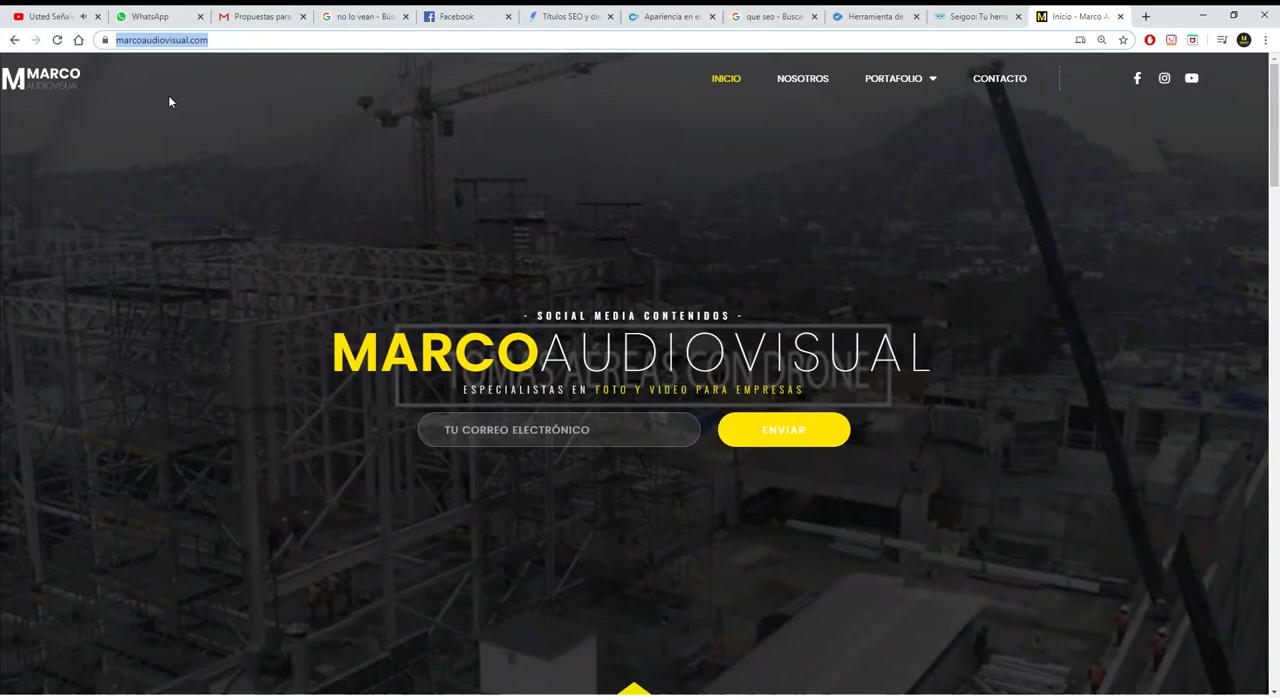 Usted Señale
WhatsApp
Propuestas para
no lo vean - Bús
Facebook
Títulos SEO y de
Apariencia en el
que seo - Busca
Herramienta de
Seigoo: Tu herra
Inicio - Marco A
marcoaudiovisual.com
MARCO
AUDIOVISUAL
INICIO
NOSOTROS
PORTAFOLIO
CONTACTO
- SOCIAL MEDIA CONTENIDOS -
MARCOAUDIOVISUAL
ESPECIALISTAS EN FOTO Y VIDEO PARA EMPRESAS
TU CORREO ELECTRÓNICO
ENVIAR